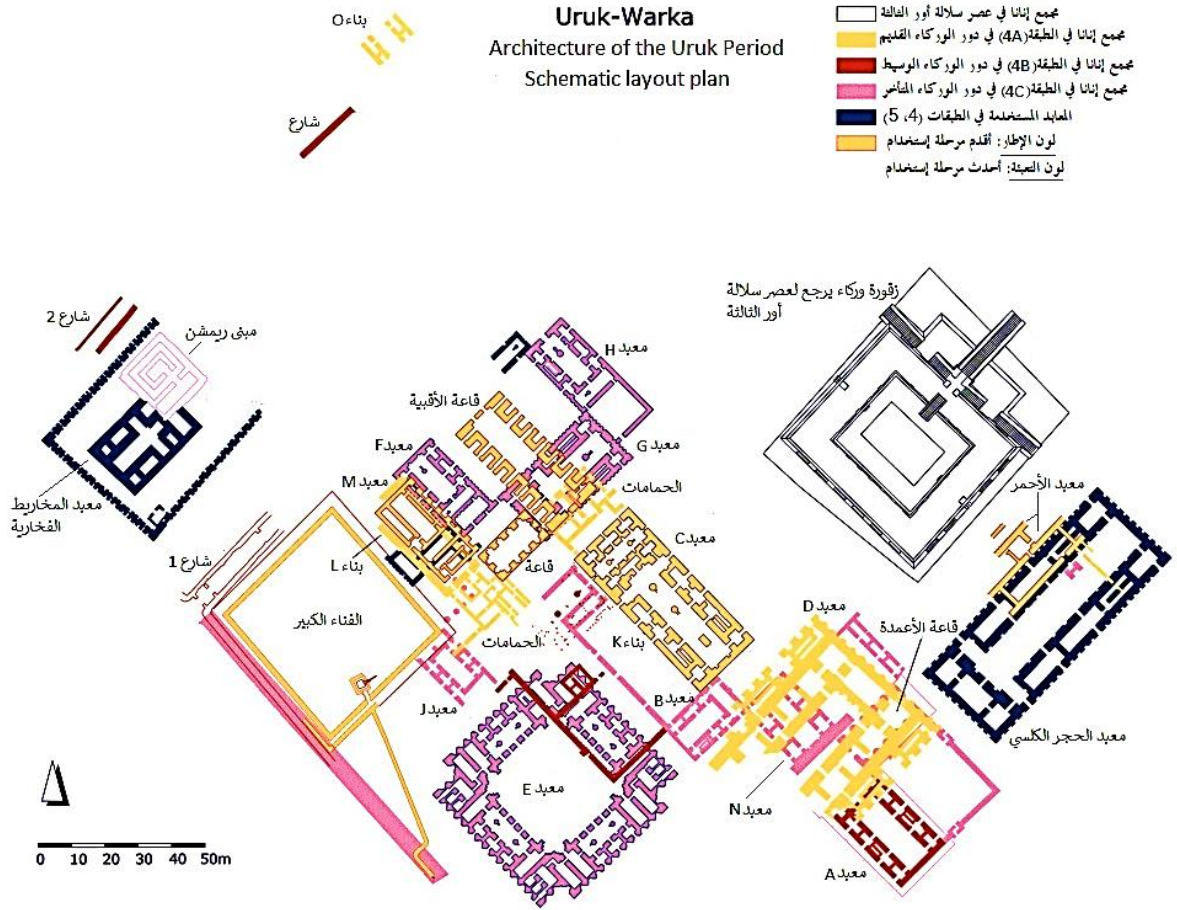 Uruk-Warka
Architecture of the Uruk Period
Schematic layout plan
مجمع إنانا في عصر سلالة أور الثالثة
مجمع إنانا في الطبقة(4A) في دور الوركاء القديم
مجمع إنانا في الطبقة(4B) في دور الوركاء الوسيط
مجمع إنانا في الطبقة(4C) في دور الوركاء المتأخر
المعابد المستخدمة في الطبقات (4، 5)
لون الإطار: أقدم مرحلة إستخدام
لون التعبئة: أحدث مرحلة إستخدام
بناء O
شارع
زقورة وركاء يرجع لعصر سلالة
أور الثالثة
شارع 2
مبنى ريمشن
معبد H
قاعة الأقبية
معبد F
معبد G
معبد M
الحمامات
معبد الأحمر
معبد المخاريط
الفخارية
معبد C
شارع 1
بناء L
قاعة
الفناء الكبير
معبد D
قاعة الأعمدة
الحمامات
بناء K
معبد B
معبد J
معبد الحجر الكلسي
معبد E
معبد N
معبد A
0 10 20 30 40 50m